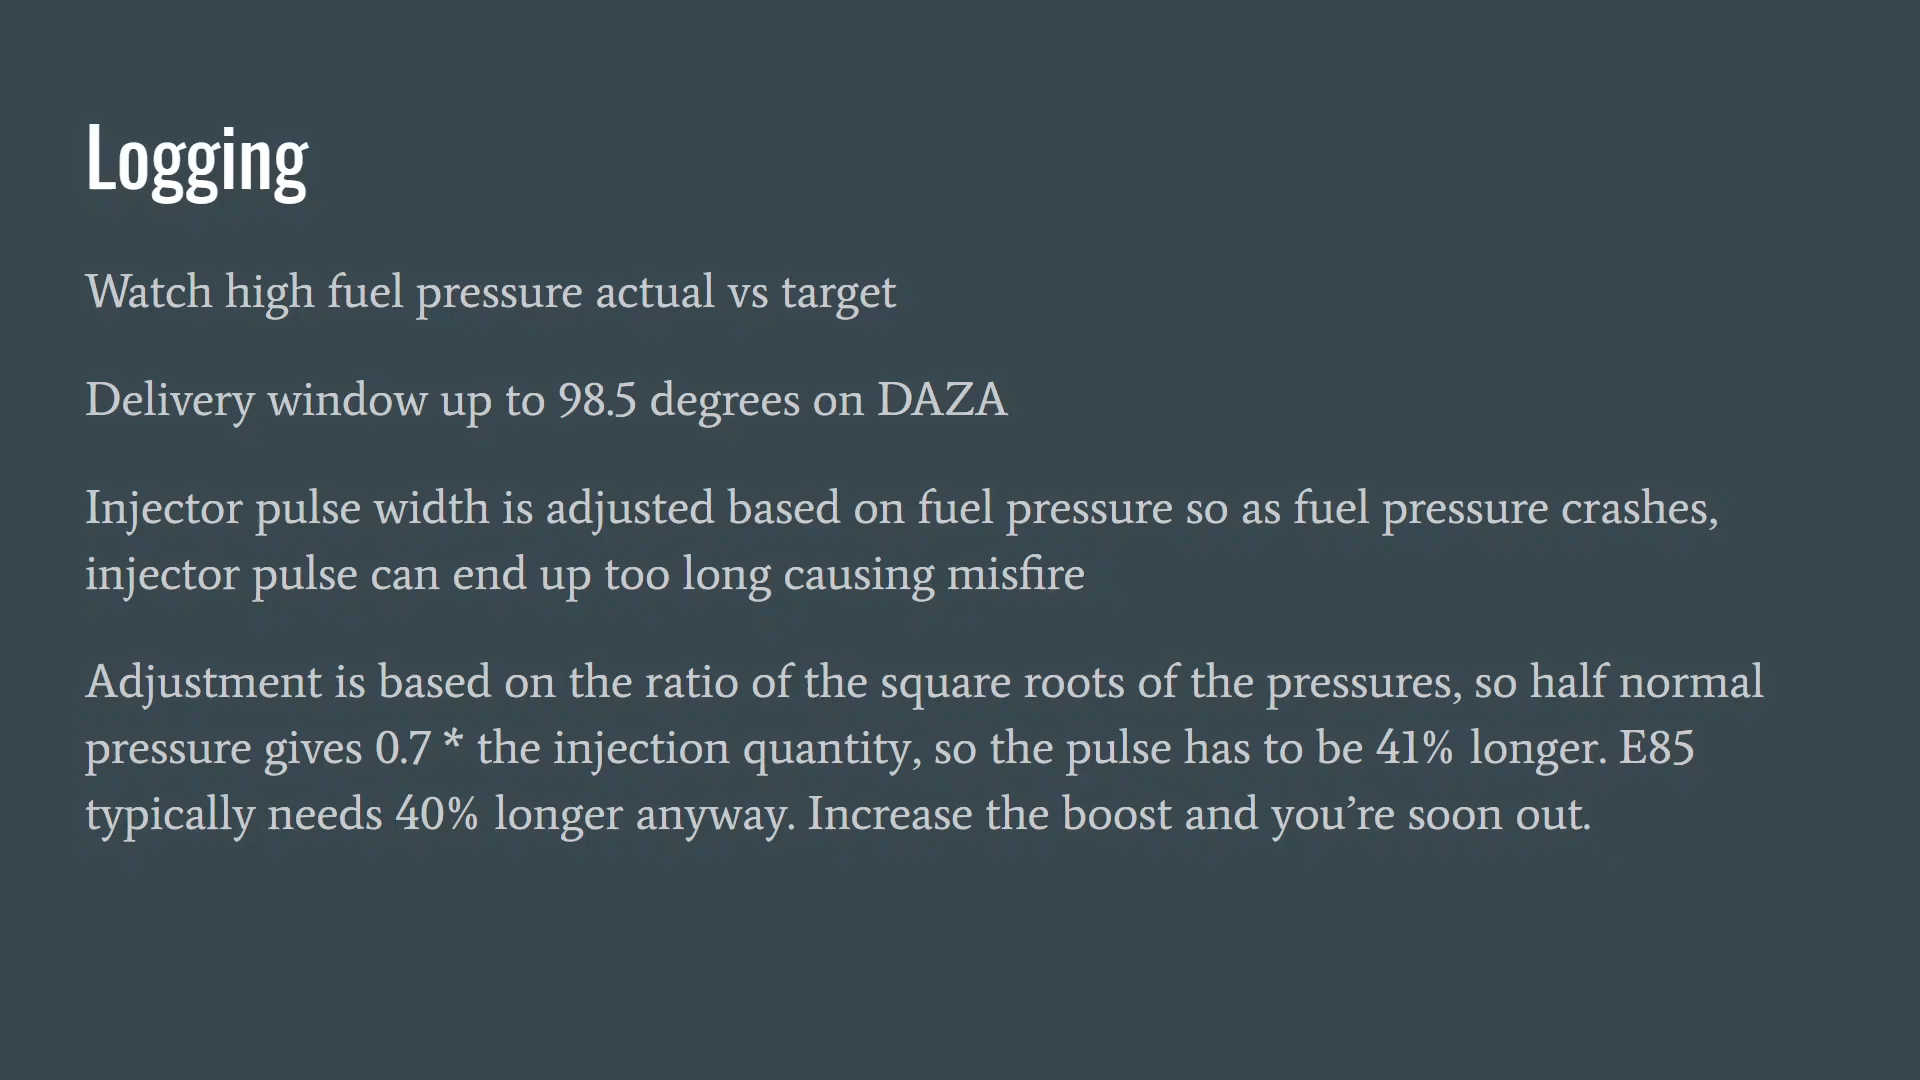 Logging
Watch high fuel pressure actual vs target
Delivery window up to 98.5 degrees on DAZA
Injector pulse width is adjusted based on fuel pressure so as fuel pressure crashes,
injector pulse can end up too long causing misfire
Adjustment is based on the ratio of the square roots of the pressures, so half normal
pressure gives 0.7 * the injection quantity, so the pulse has to be 41% longer. E85
typically needs 40% longer anyway. Increase the boost and you’re soon out.